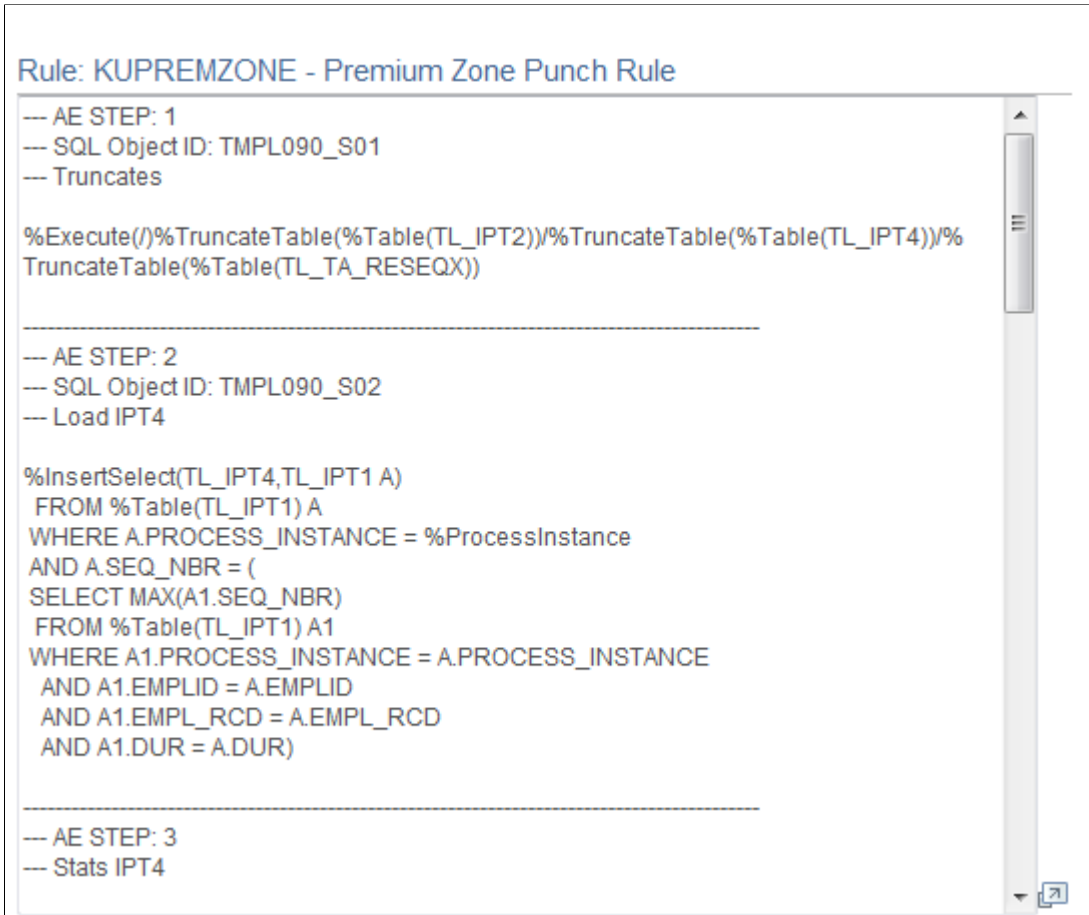 Rule: KUPREMZONE - Premium Zone Punch Rule
--- AE STEP: 1
--- SQL Object ID: TMPL090_S01
--- Truncates
%Execute(/)%TruncateTable(%Table(TL_IPT2))/%TruncateTable(%Table(TL_IPT4))/%
TruncateTable(%Table(TL_TA_RESEQX))
--------------------------------------------------------------------------------------------
--- AE STEP: 2
--- SQL Object ID: TMPL090_S02
--- Load IPT4
%InsertSelect(TL_IPT4,TL_IPT1 A)
FROM %Table(TL_IPT1) A
WHERE A.PROCESS_INSTANCE = %ProcessInstance
AND A.SEQ_NBR = (
SELECT MAX(A1.SEQ_NBR)
FROM %Table(TL_IPT1) A1
WHERE A1.PROCESS_INSTANCE = A.PROCESS_INSTANCE
AND A1.EMPLID = A.EMPLID
AND A1.EMPL_RCD = A.EMPL_RCD
AND A1.DUR = A.DUR)
--------------------------------------------------------------------------------------------
--- AE STEP: 3
--- Stats IPT4